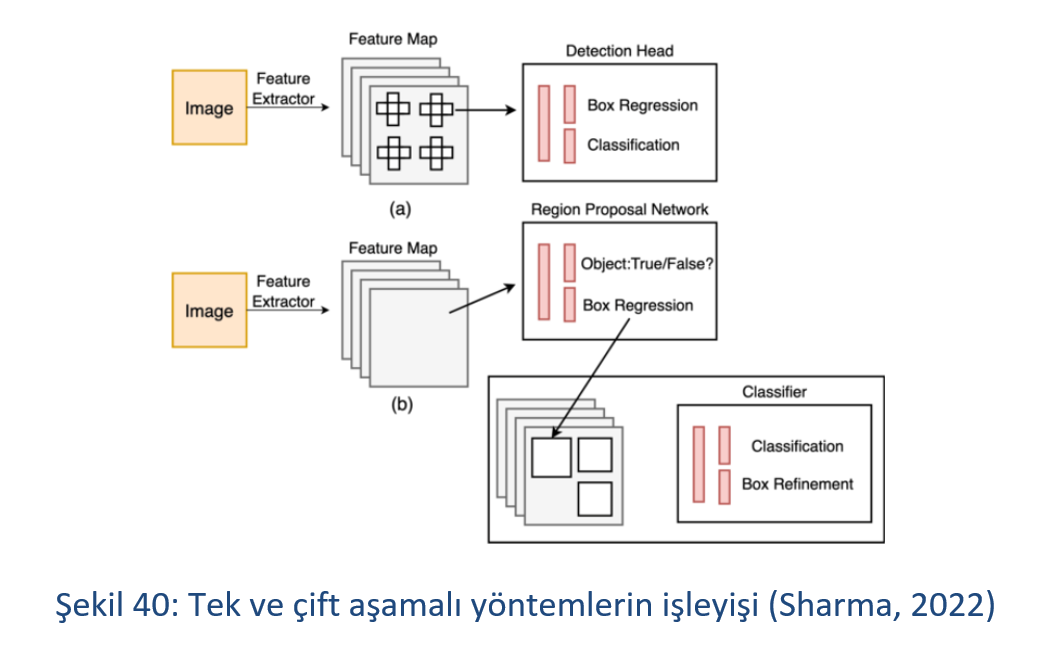 Feature Map
Detection Head
Image
Feature
Extractor
Box Regression
Classification
(a)
Region Proposal Network
Feature Map
Image
Feature
Extractor
Object:True/False?
Box Regression
(b)
Classifier
Classification
Box Refinement
Şekil 40: Tek ve çift aşamalı yöntemlerin işleyişi (Sharma, 2022)